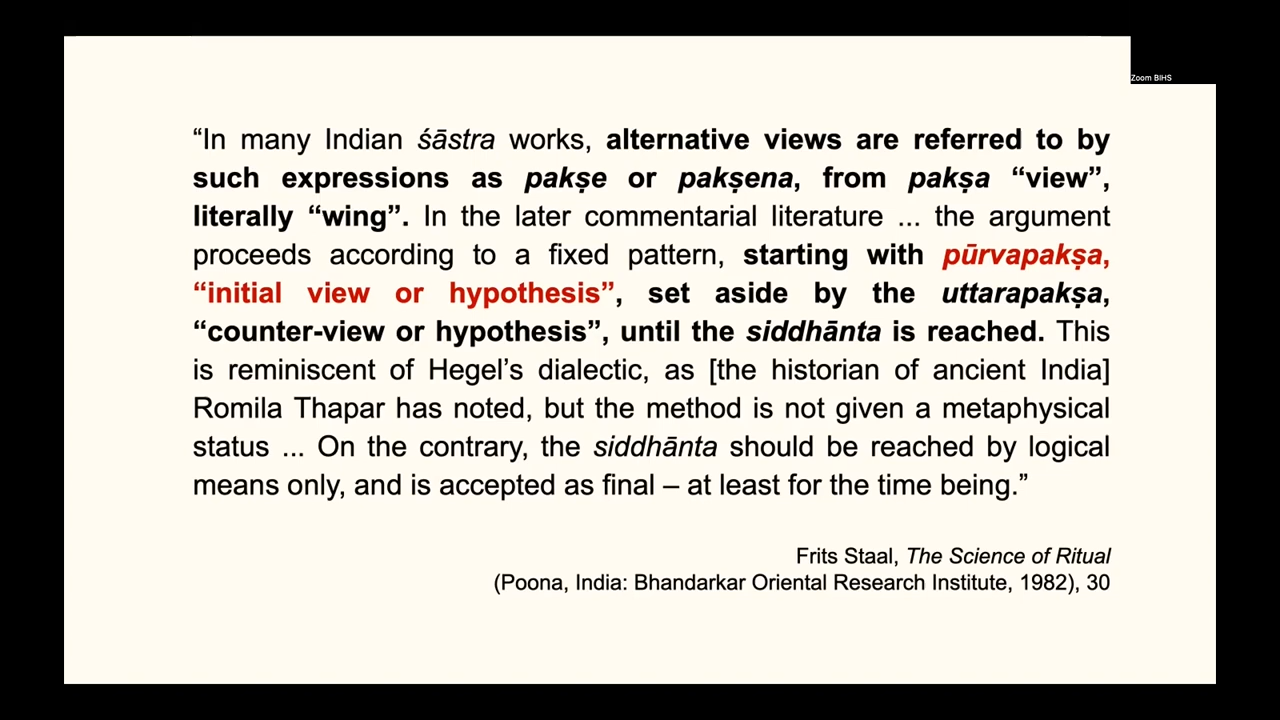 Zoom BIHS
“In many Indian śāstra works, alternative views are referred to by
such expressions as pakṣe or pakṣena, from pakṣa “view”,
literally “wing”. In the later commentarial literature ... the argument
proceeds according to a fixed pattern, starting with pūrvapakṣa,
“initial view or hypothesis”, set aside by the uttarapakṣa,
“counter-view or hypothesis”, until the siddhānta is reached. This
is reminiscent of Hegel’s dialectic, as [the historian of ancient India]
Romila Thapar has noted, but the method is not given a metaphysical
status ... On the contrary, the siddhānta should be reached by logical
means only, and is accepted as final – at least for the time being.”
Frits Staal, The Science of Ritual
(Poona, India: Bhandarkar Oriental Research Institute, 1982), 30